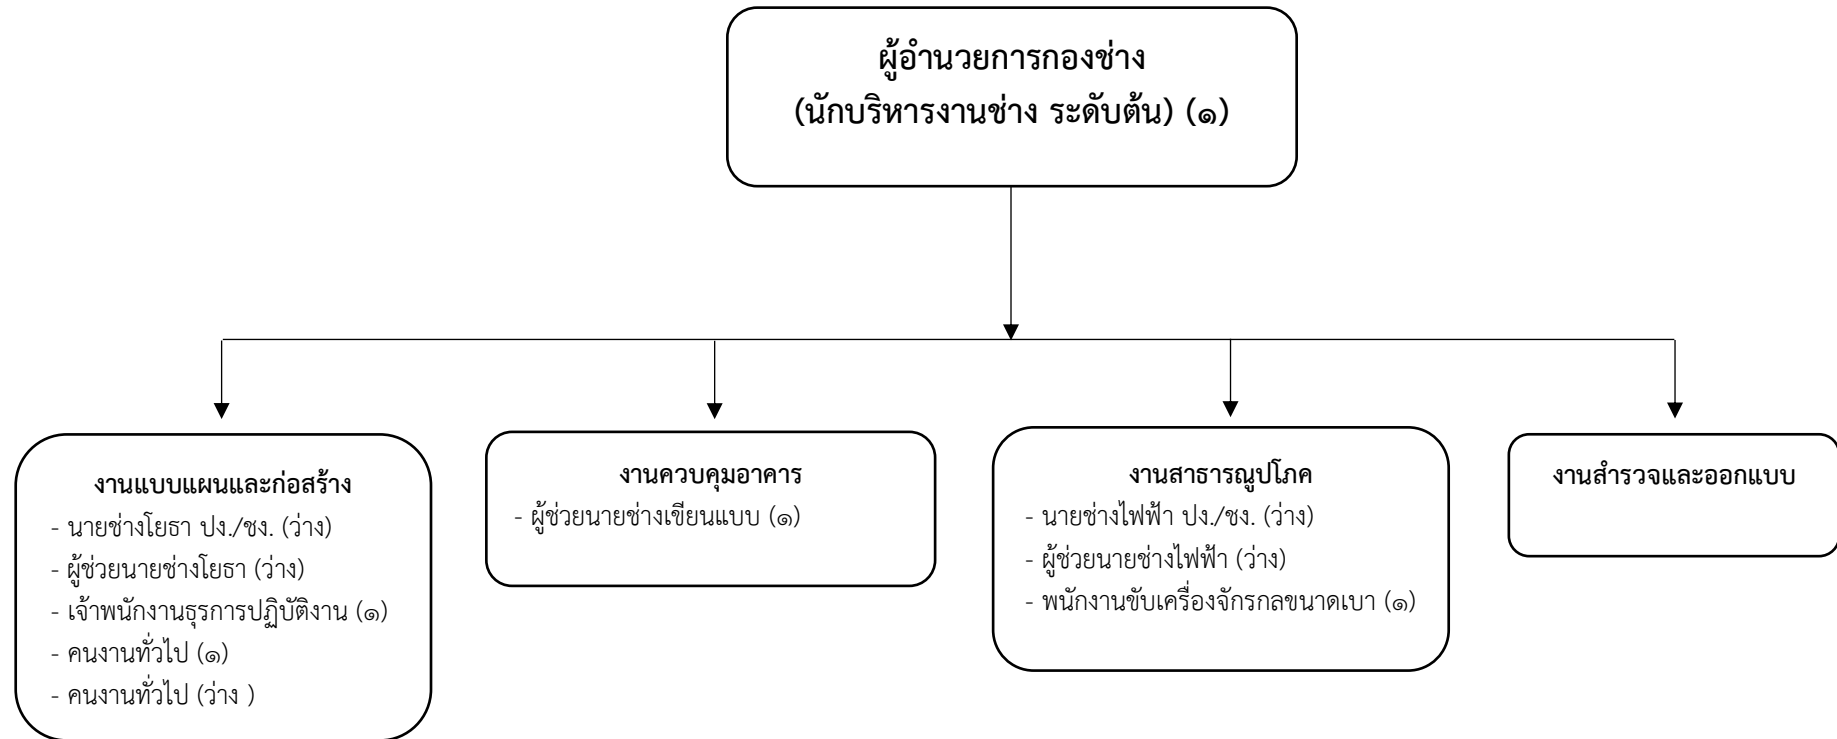 ผู้อำนวยการกองช่าง
(นักบริหารงานช่าง ระดับต้น) (๑)
งานแบบแผนและก่อสร้าง
- นายช่างโยธา ปง./ชง. (ว่าง)
- ผู้ช่วยนายช่างโยธา (ว่าง)
- เจ้าพนักงานธุรการปฏิบัติงาน (๑)
- คนงานทั่วไป (๑)
- คนงานทั่วไป (ว่าง )
งานควบคุมอาคาร
- ผู้ช่วยนายช่างเขียนแบบ (๑)
งานสาธารณูปโภค
- นายช่างไฟฟ้า ปง./ชง. (ว่าง)
- ผู้ช่วยนายช่างไฟฟ้า (ว่าง)
- พนักงานขับเครื่องจักรกลขนาดเบา (๑)
งานสำรวจและออกแบบ